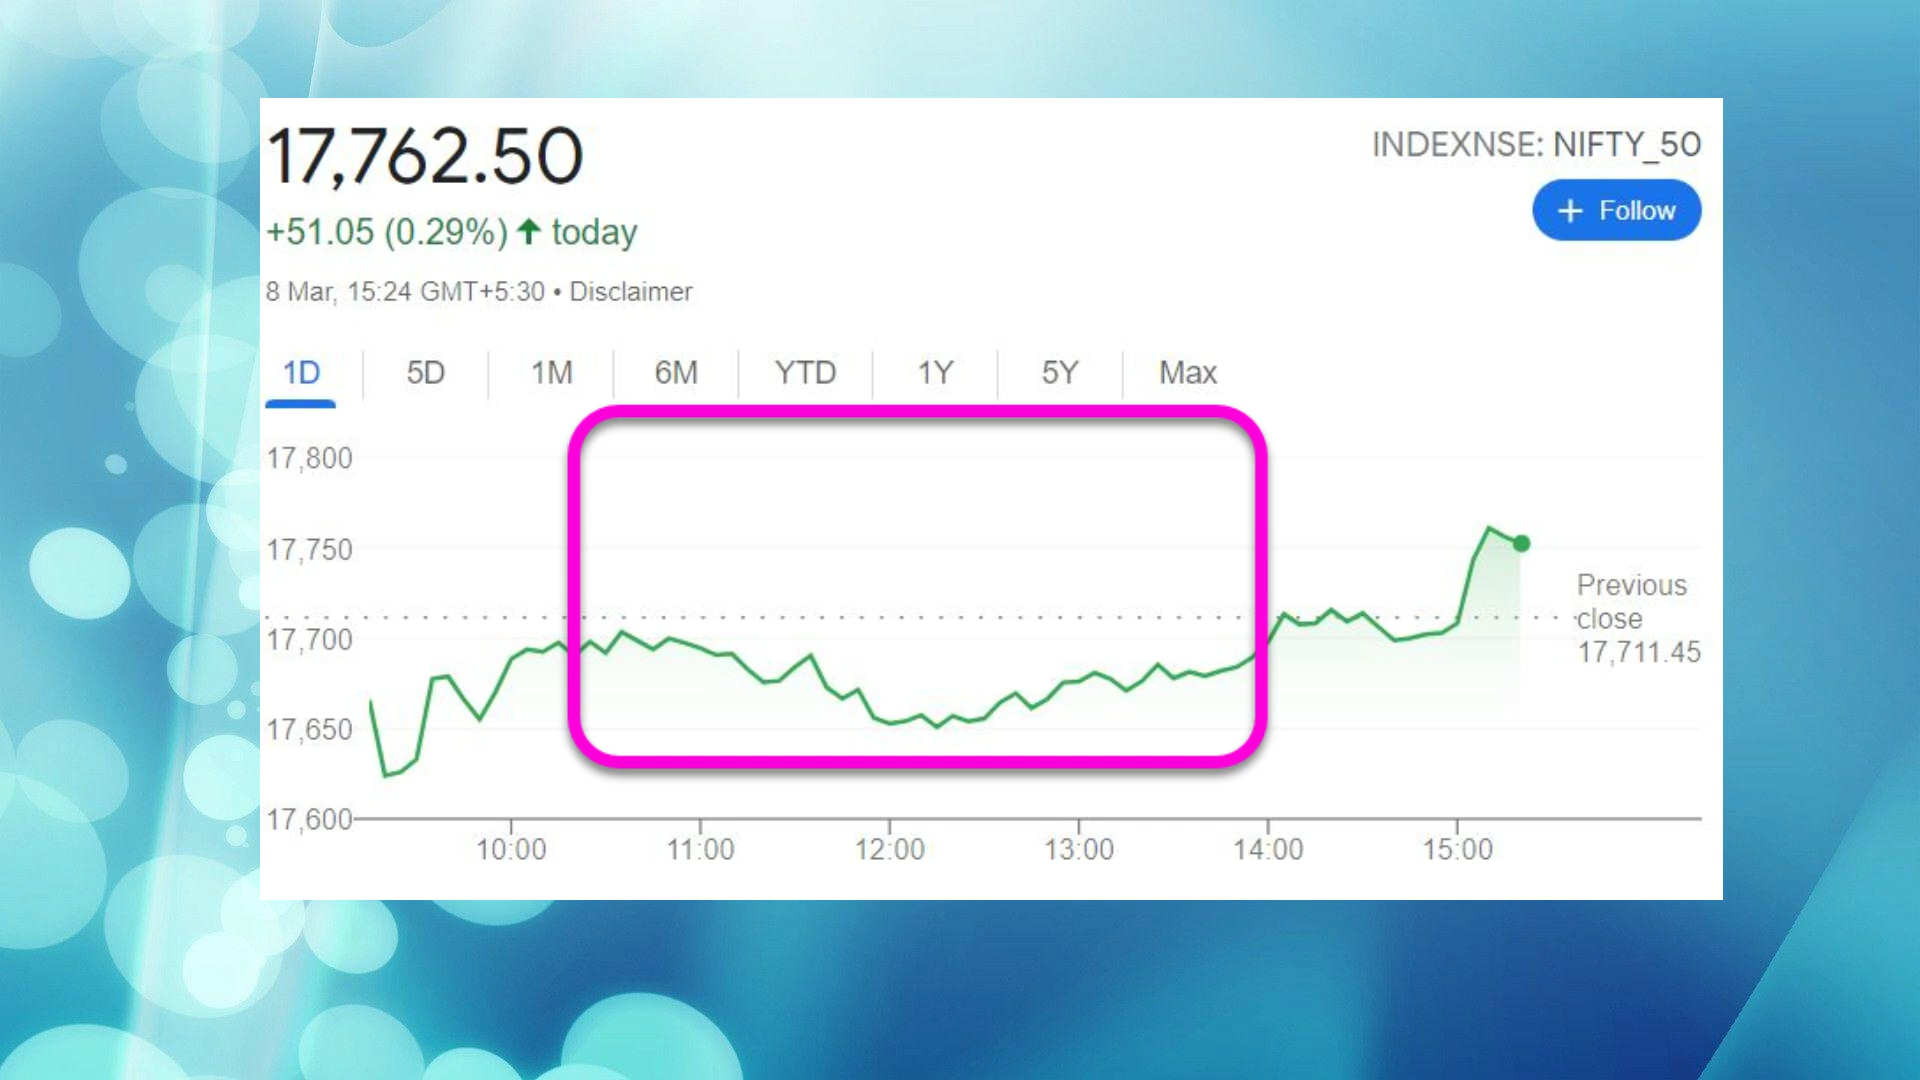 17,762.50
INDEXNSE: NIFTY_50
+51.05 (0.29%) ↑ today
+ Follow
8 Mar, 15:24 GMT+5:30 • Disclaimer
1D 5D 1M 6M YTD 1Y 5Y Max
17,800
17,750
17,700
17,650
17,600
Previous
close
17,711.45
10:00 11:00 12:00 13:00 14:00 15:00